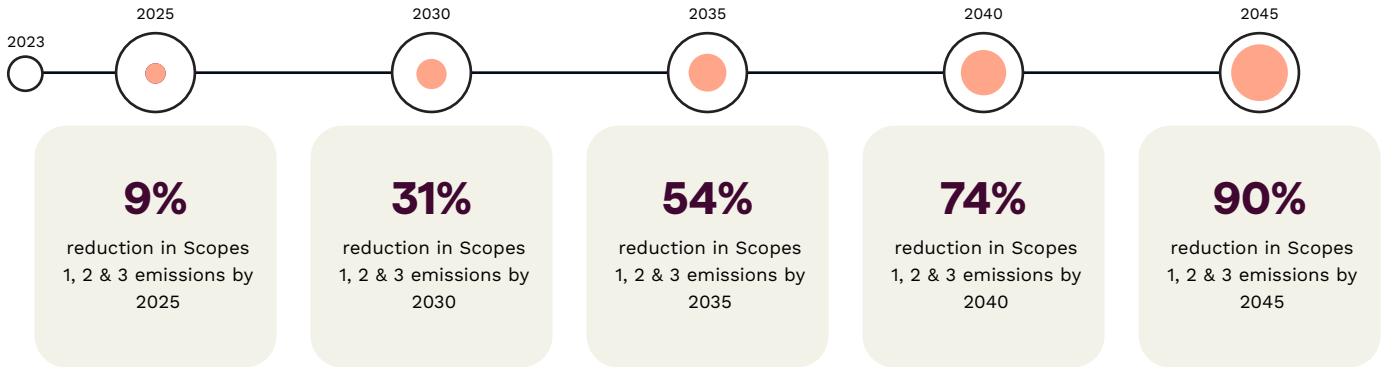 2023
2025
2030
2035
2040
2045
9%
reduction in Scopes
1, 2 & 3 emissions by
2025
31%
reduction in Scopes
1, 2 & 3 emissions by
2030
54%
reduction in Scopes
1, 2 & 3 emissions by
2035
74%
reduction in Scopes
1, 2 & 3 emissions by
2040
90%
reduction in Scopes
1, 2 & 3 emissions by
2045